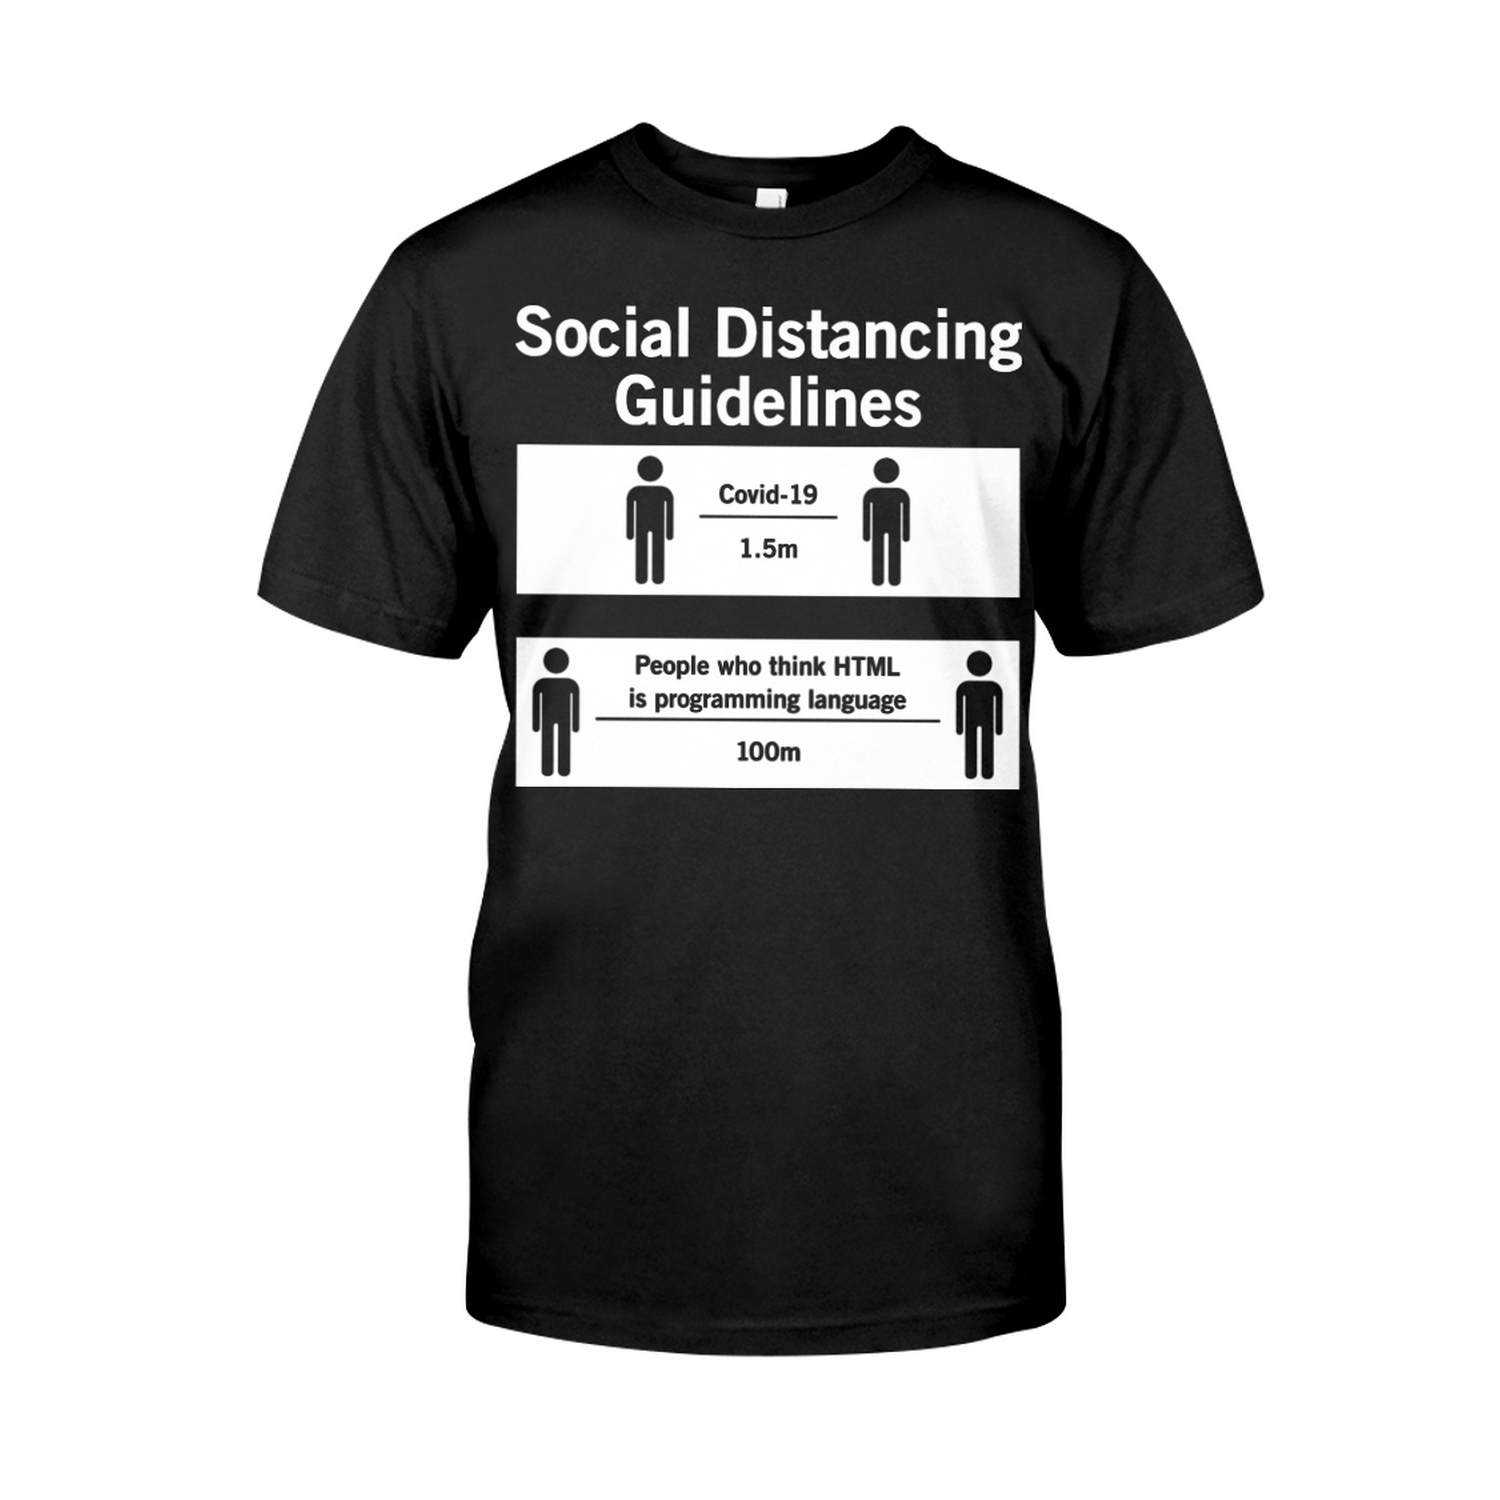 Social Distancing
Guidelines
Covid-19
1.5m
People who think HTML
is programming language
100m